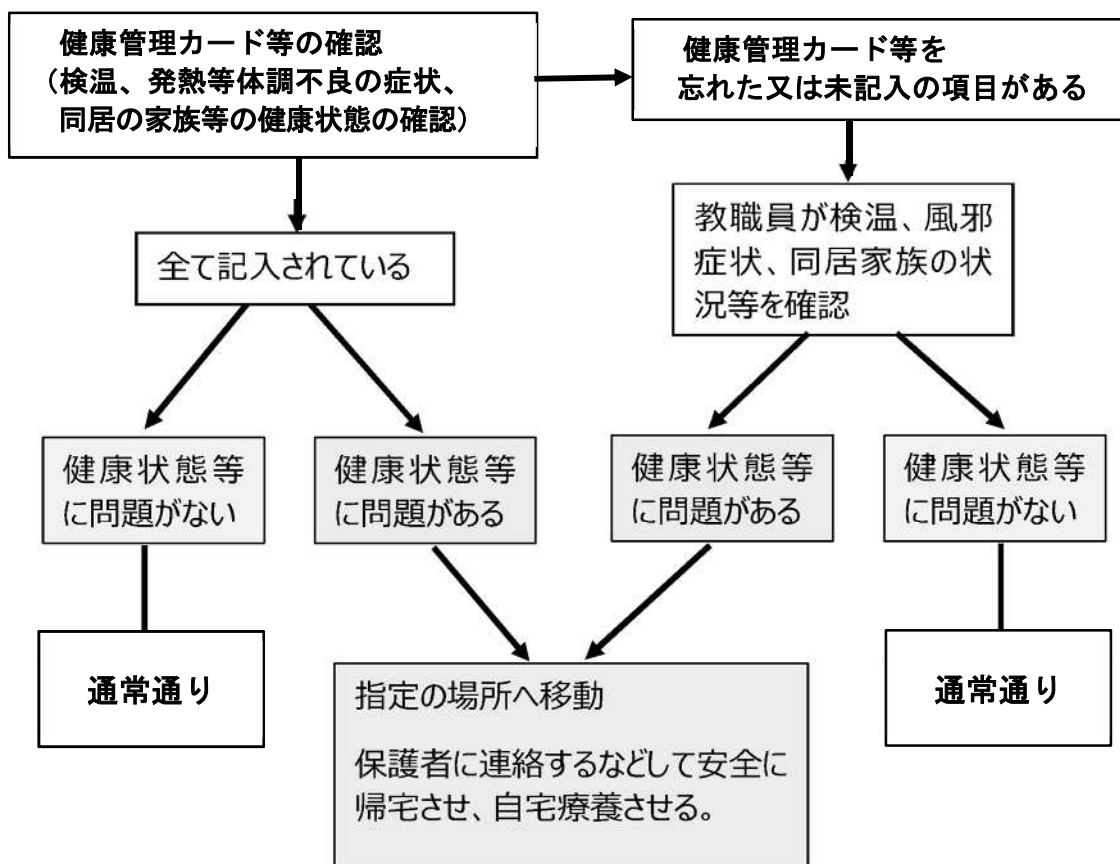 健康管理カード等の確認
（検温、発熱等体調不良の症状、
同居の家族等の健康状態の確認）
健康管理カード等を
忘れた又は未記入の項目がある
全て記入されている
教職員が検温、風邪
症状、同居家族の状
況等を確認
健康状態等
に問題がない
健康状態等
に問題がある
健康状態等
に問題がある
健康状態等
に問題がない
通常通り
指定の場所へ移動
保護者に連絡するなどして安全に
帰宅させ、自宅療養させる。
通常通り